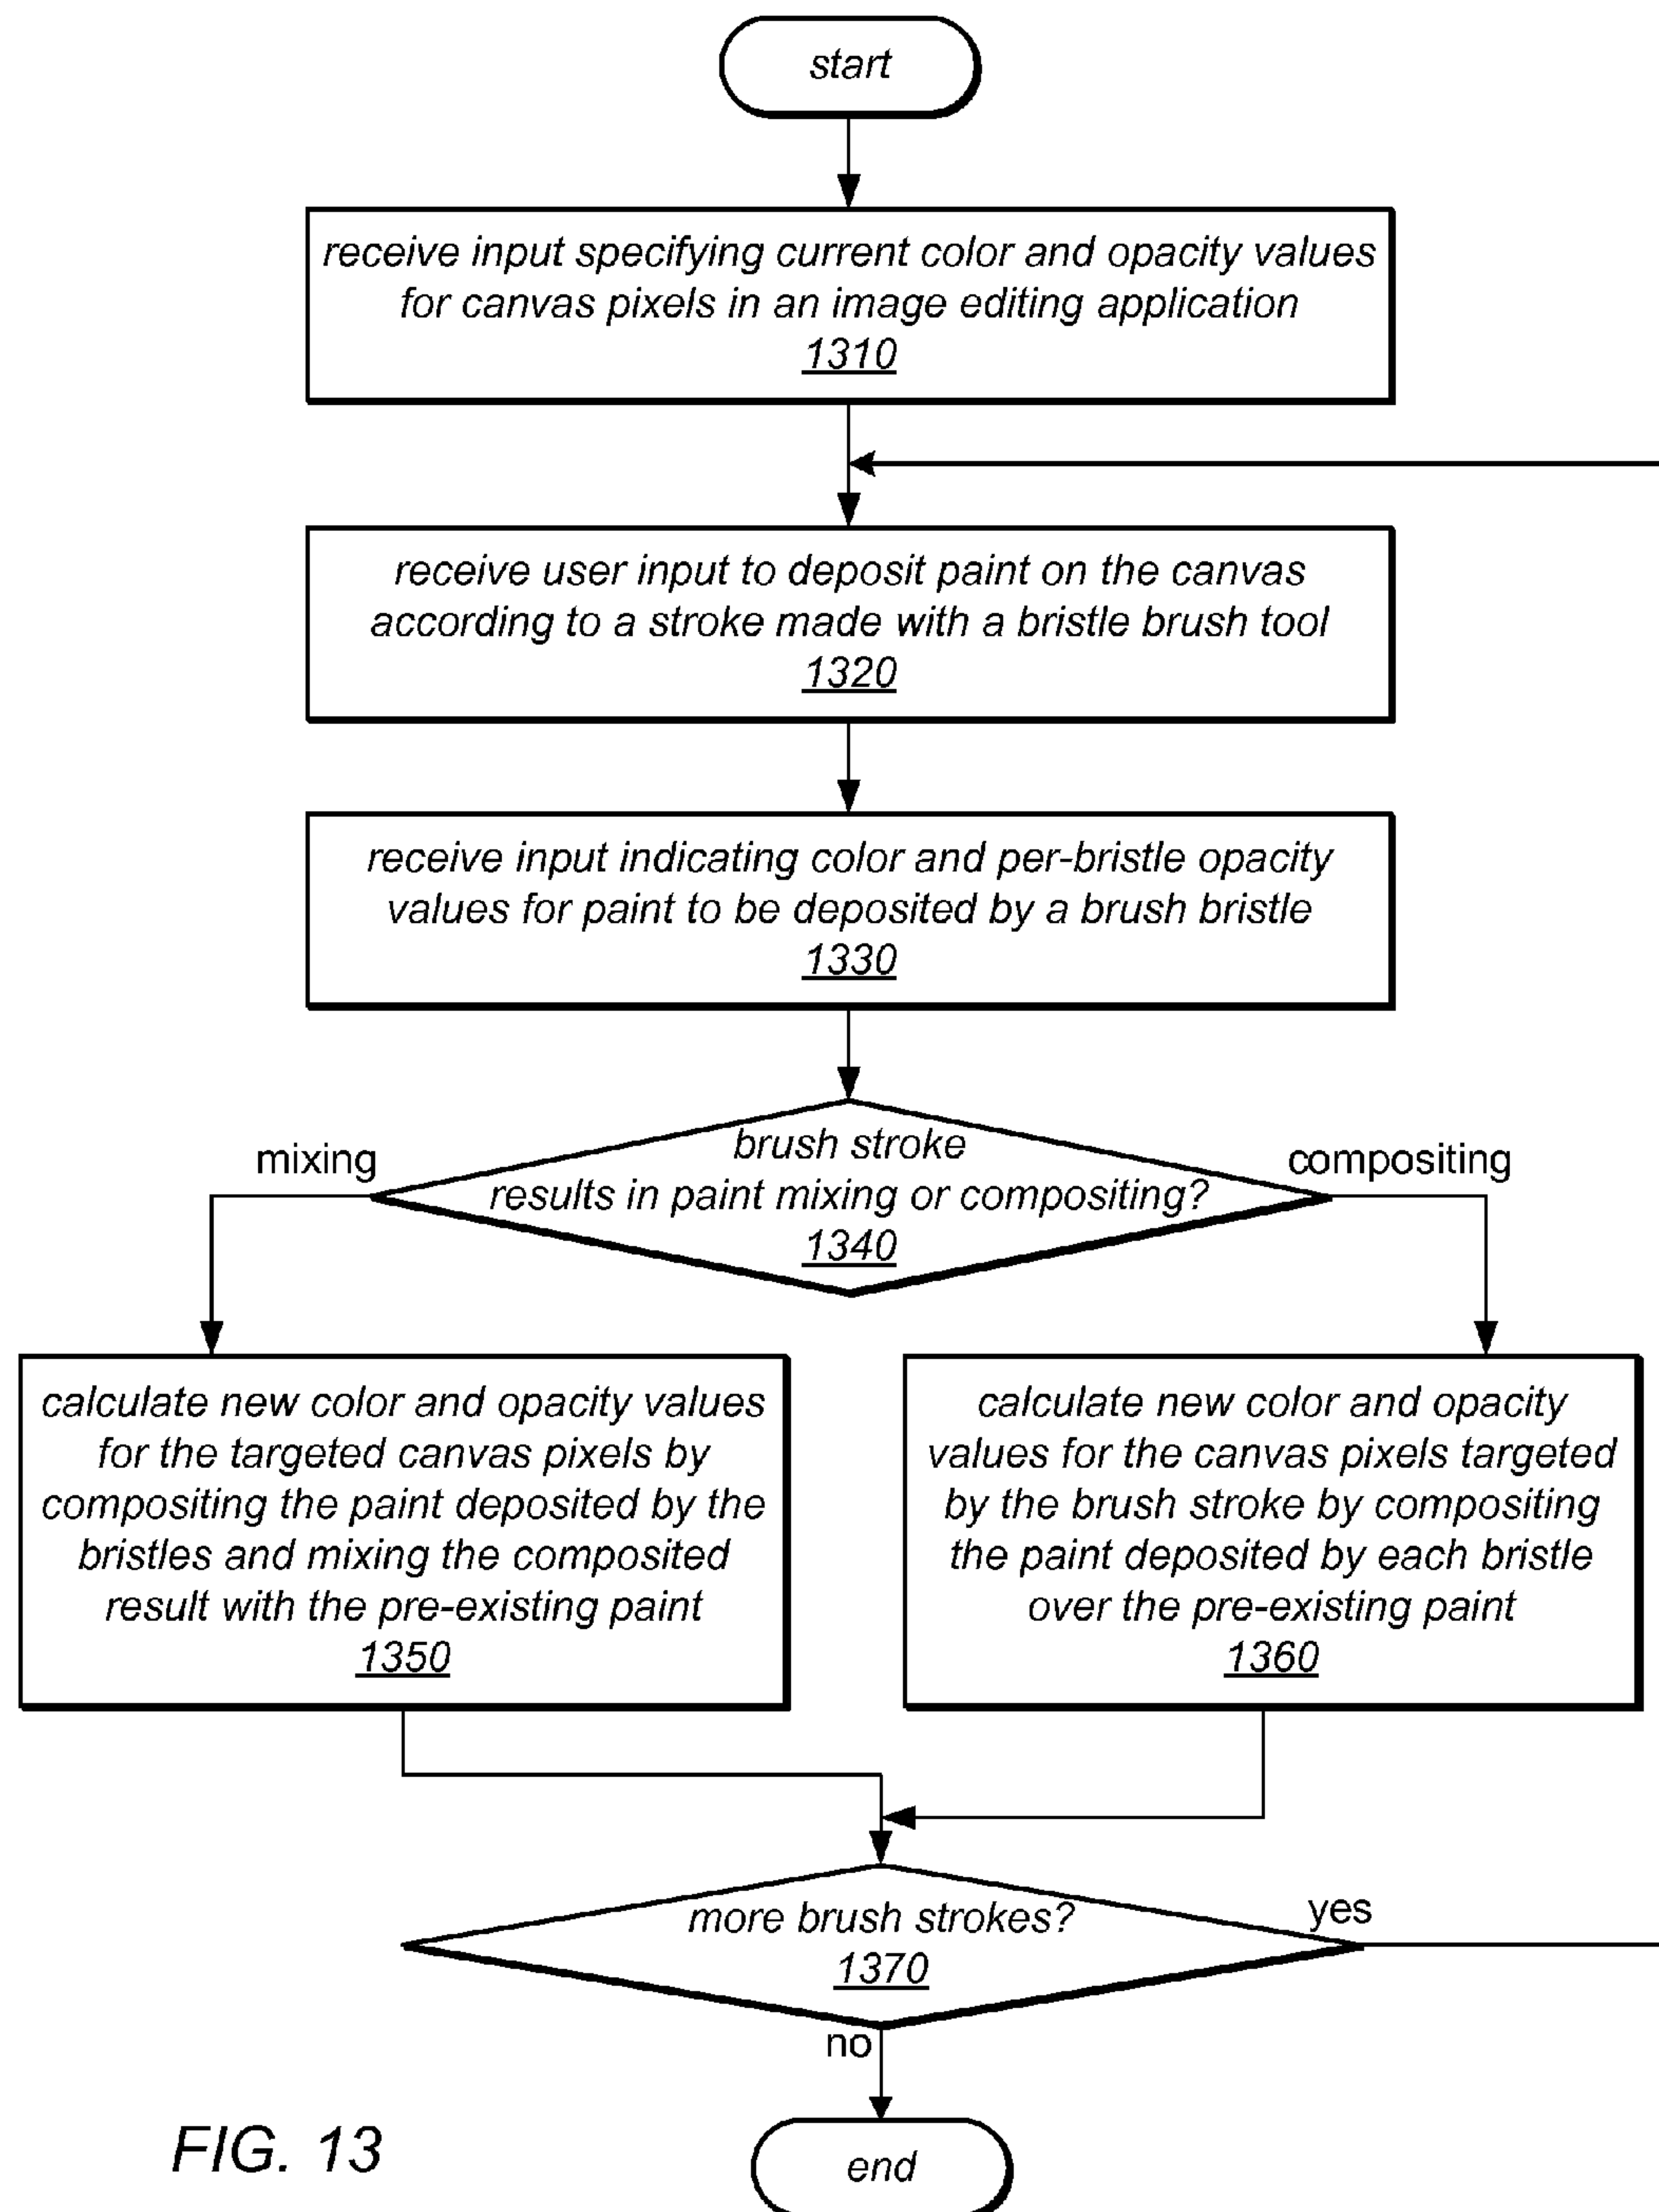 start
receive input specifying current color and opacity values
for canvas pixels in an image editing application
1310
receive user input to deposit paint on the canvas
according to a stroke made with a bristle brush tool
1320
receive input indicating color and per-bristle opacity
values for paint to be deposited by a brush bristle
1330
brush stroke
results in paint mixing or compositing?
1340
mixing
compositing
calculate new color and opacity values
for the targeted canvas pixels by
compositing the paint deposited by the
bristles and mixing the composited
result with the pre-existing paint
1350
calculate new color and opacity
values for the canvas pixels targeted
by the brush stroke by compositing
the paint deposited by each bristle
over the pre-existing paint
1360
more brush strokes?
1370
yes
no
end
FIG. 13